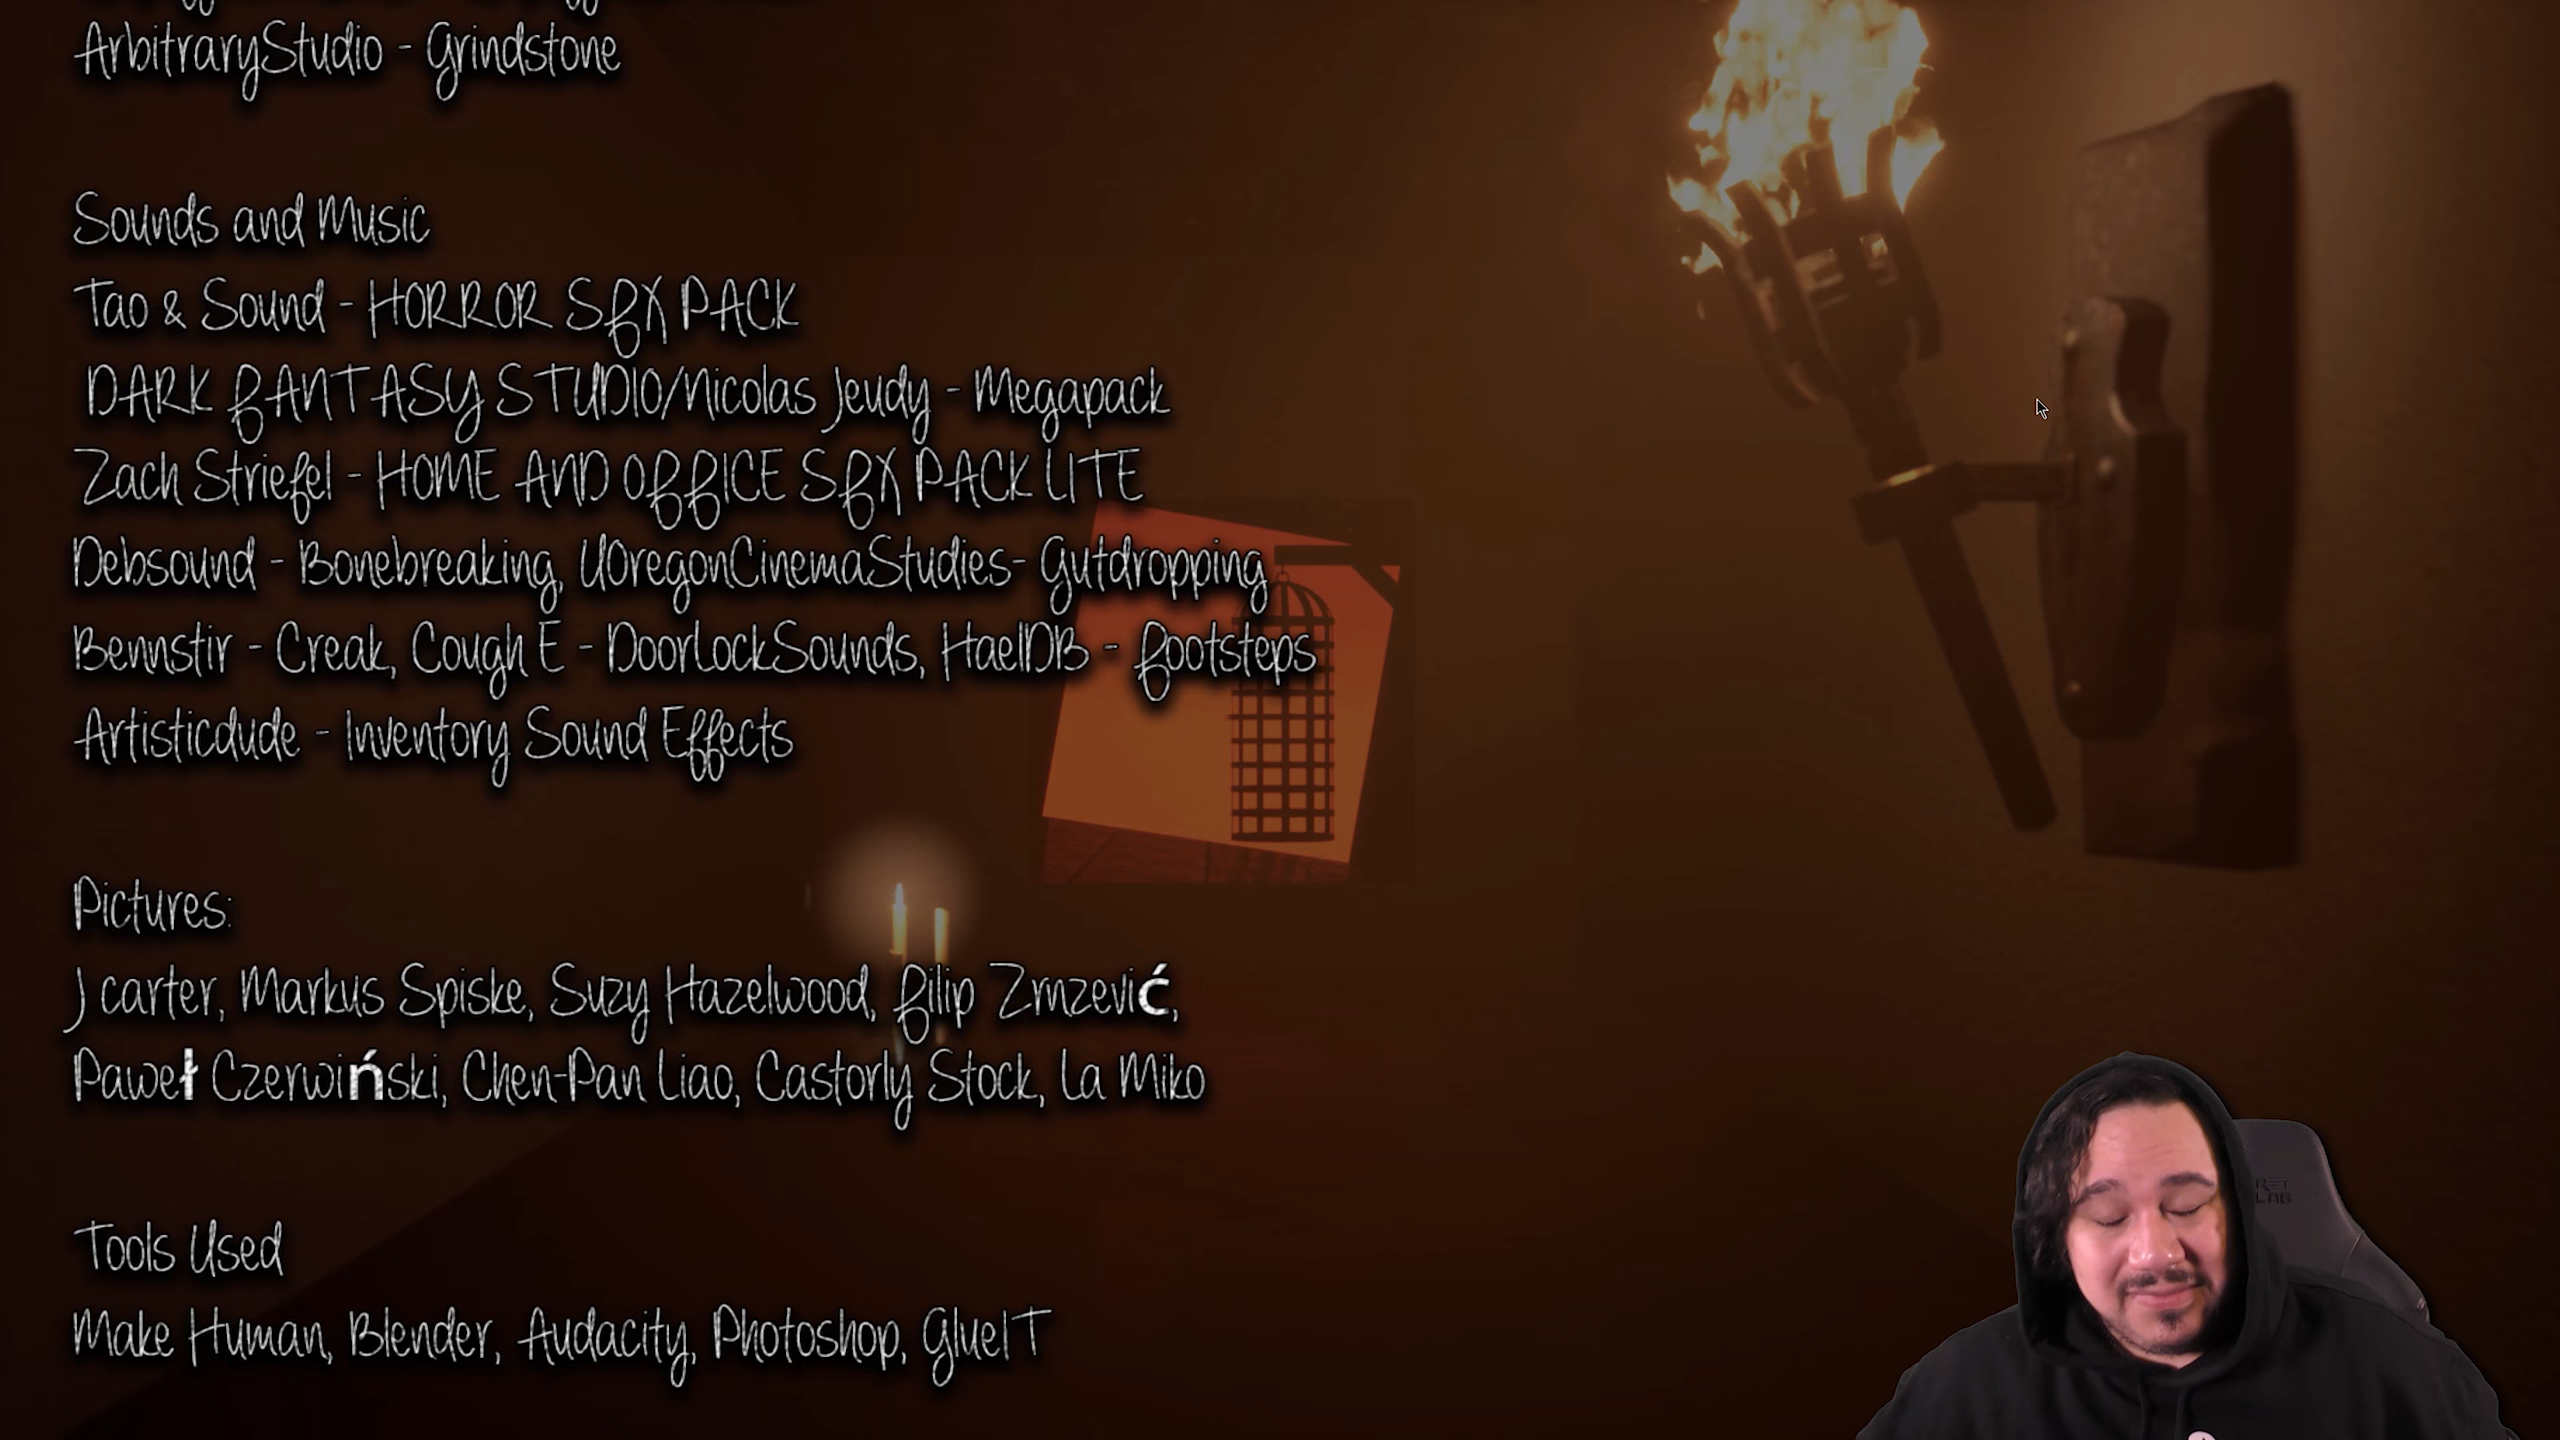 ArbitraryStudio - Grindstone
Sounds and Music
Tao & Sound - HORROR SFX PACK
DARK FANTASY STUDIO/Nicolas Jeudy - Megapack
Zach Striefel - HOME AND OFFICE SFX PACK LITE
Debsound - Bonebreaking, UOregonCinemaStudies- Gutdropping
Bennstir - Creak, Cough E - DoorLockSounds, HaelDB - Footsteps
Artisticdude - Inventory Sound Effects
Pictures:
J carter, Markus Spiske, Suzy Hazelwood, Filip Zrnzević,
Paweł Czerwiński, Chen-Pan Liao, Castorly Stock, La Miko
Tools Used
Make Human, Blender, Audacity, Photoshop, GlueIT